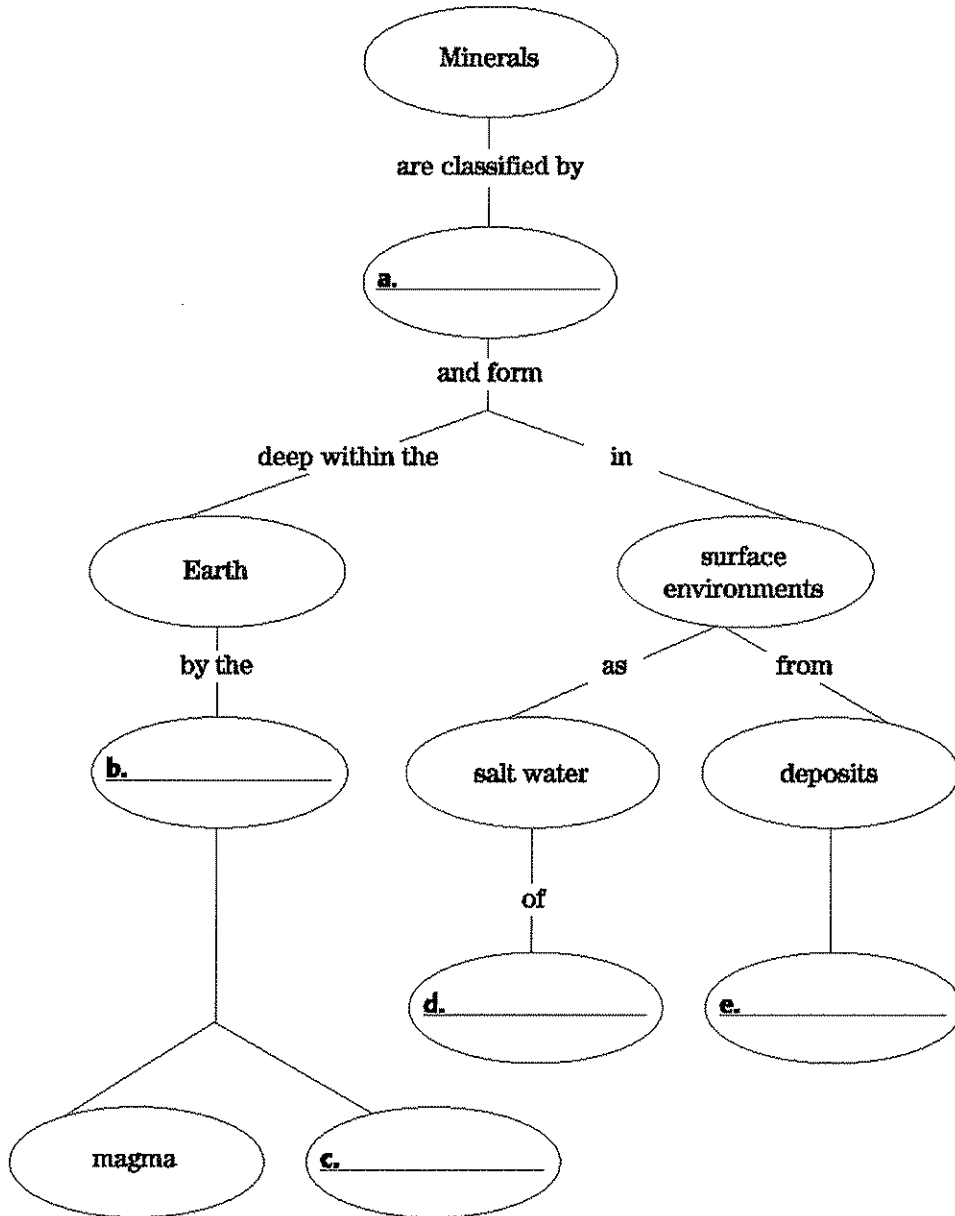 Minerals
are classified by
a.
and form
deep within the
in
Earth
surface
environments
by the
as
from
b.
salt water
deposits
of
d.
e.
magma
c.